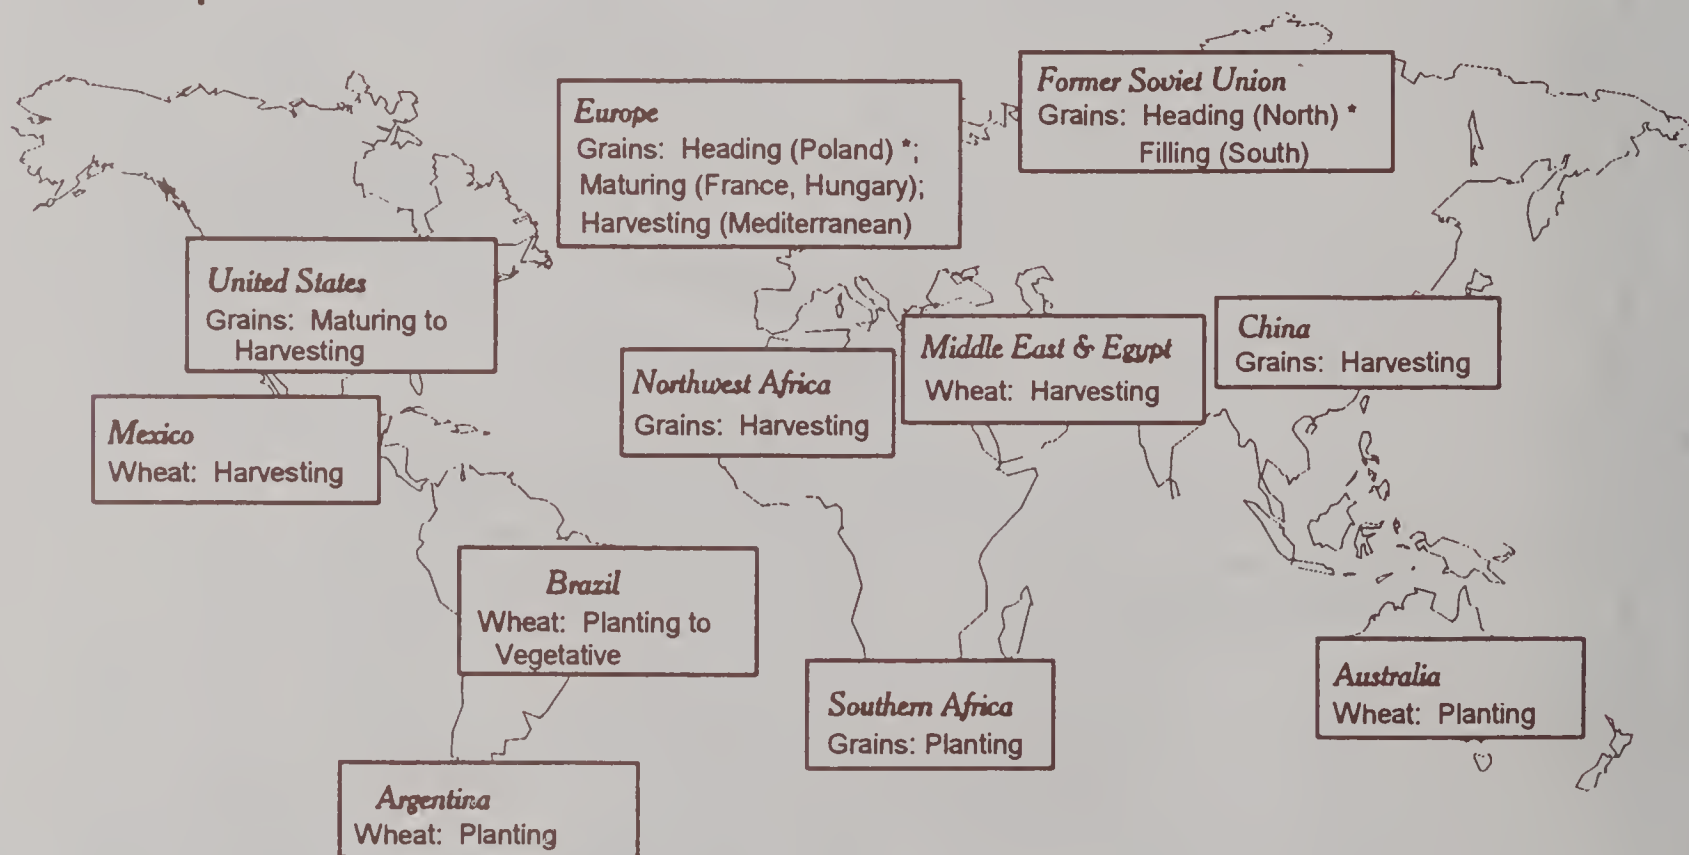 Former Soviet Union
Grains: Heading (North) *
Filling (South)
Europe
Grains: Heading (Poland) *;
Maturing (France, Hungary);
Harvesting (Mediterranean)
United States
Grains: Maturing to
Harvesting
China
Grains: Harvesting
Middle East & Egypt
Wheat: Harvesting
Northwest Africa
Grains: Harvesting
Mexico
Wheat: Harvesting
Brazil
Wheat: Planting to
Vegetative
Southern Africa
Grains: Planting
Australia
Wheat: Planting
Argentina
Wheat: Planting